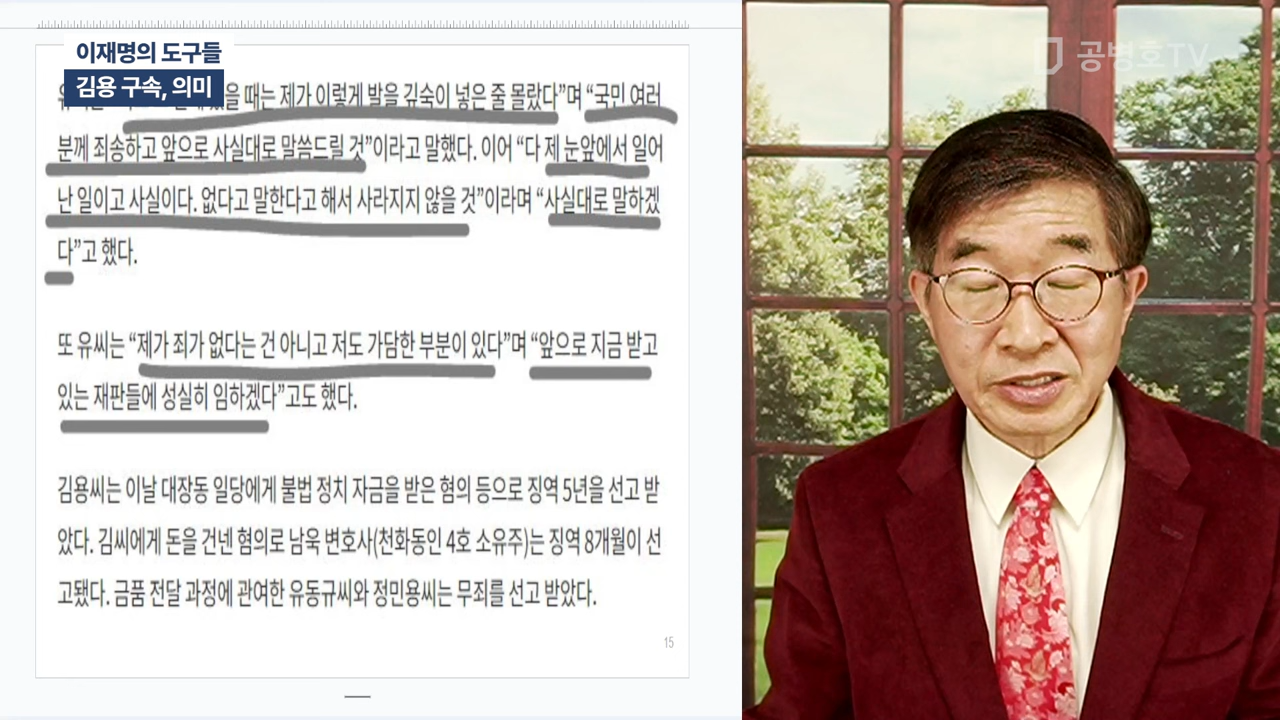 이재명의 도구들
김용 구속, 의미
때는 제가 이렇게 발을 깊숙이 넣은 줄 몰랐다”며 “국민 여러
분께 죄송하고 앞으로 사실대로 말씀드릴 것”이라고 말했다. 이어 “다 제 눈앞에서 일어
난 일이고 사실이다. 없다고 말한다고 해서 사라지지 않을 것”이라며 “사실대로 말하겠
다”고 했다.
또 유씨는 “제가 죄가 없다는 건 아니고 저도 가담한 부분이 있다”며 “앞으로 지금 받고
있는 재판들에 성실히 임하겠다”고도 했다.
김용씨는 이날 대장동 일당에게 불법 정치 자금을 받은 혐의 등으로 징역 5년을 선고 받
았다. 김씨에게 돈을 건넨 혐의로 남욱 변호사(천화동인 4호 소유주)는 징역 8개월이 선
고됐다. 금품 전달 과정에 관여한 유동규씨와 정민용씨는 무죄를 선고 받았다.
15
공병호TV